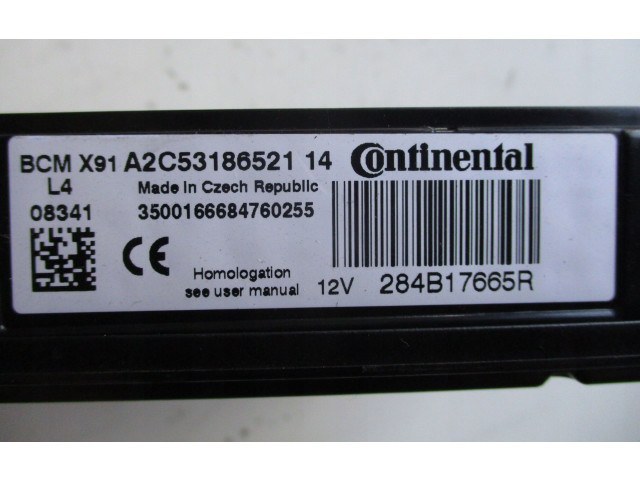 BCM X91 A2C53186521 14 Continental
L4 Made In Czech Republic
08341 3500166684760255
CE
Homologation
see user manual 12V 284B17665R